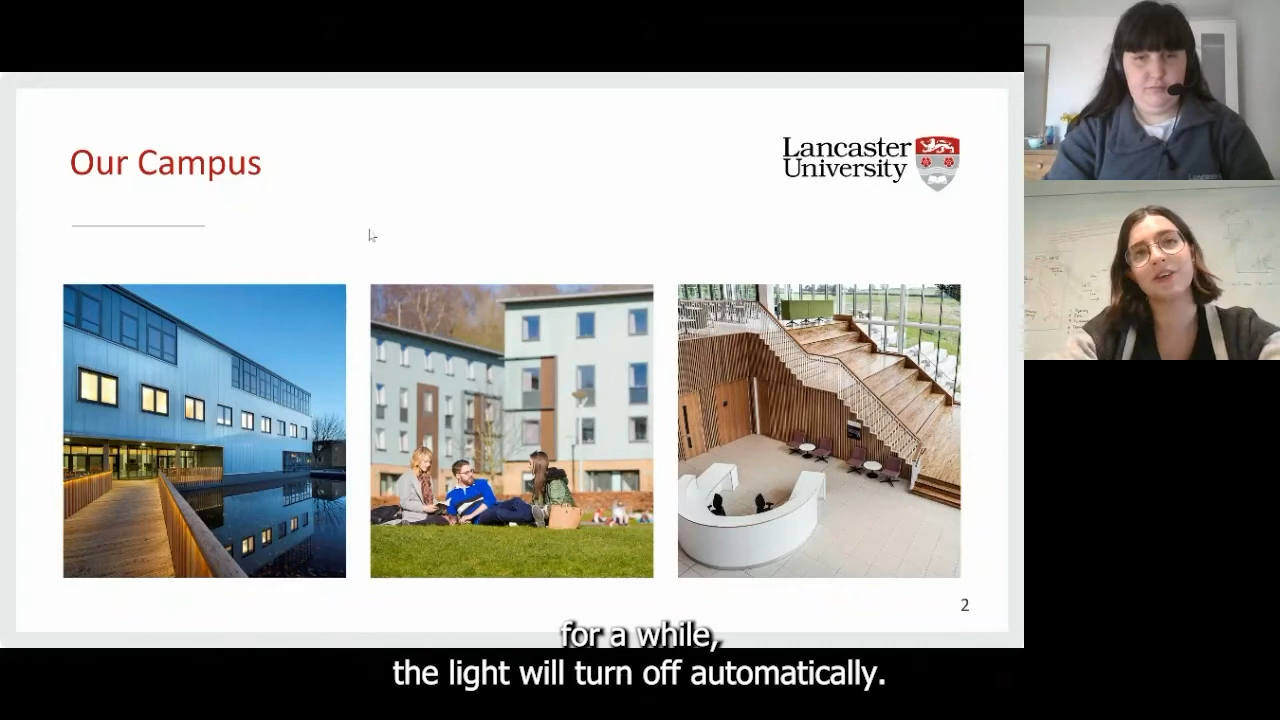 Our Campus
Lancaster
University
2
for a while,
the light will turn off automatically.